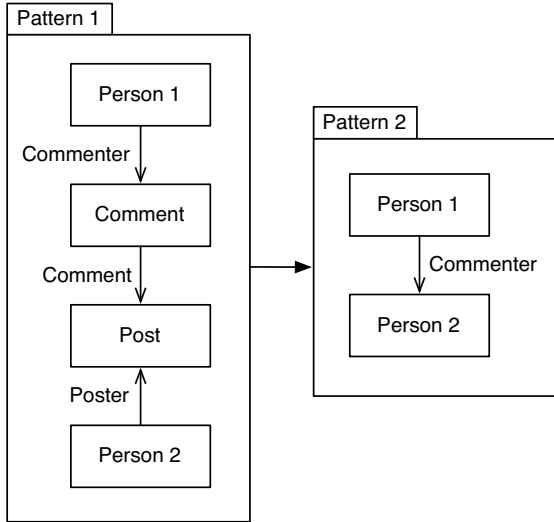 Pattern 1
Person 1
Commenter
Comment
Comment
Post
Poster
Person 2
Pattern 2
Person 1
Commenter
Person 2